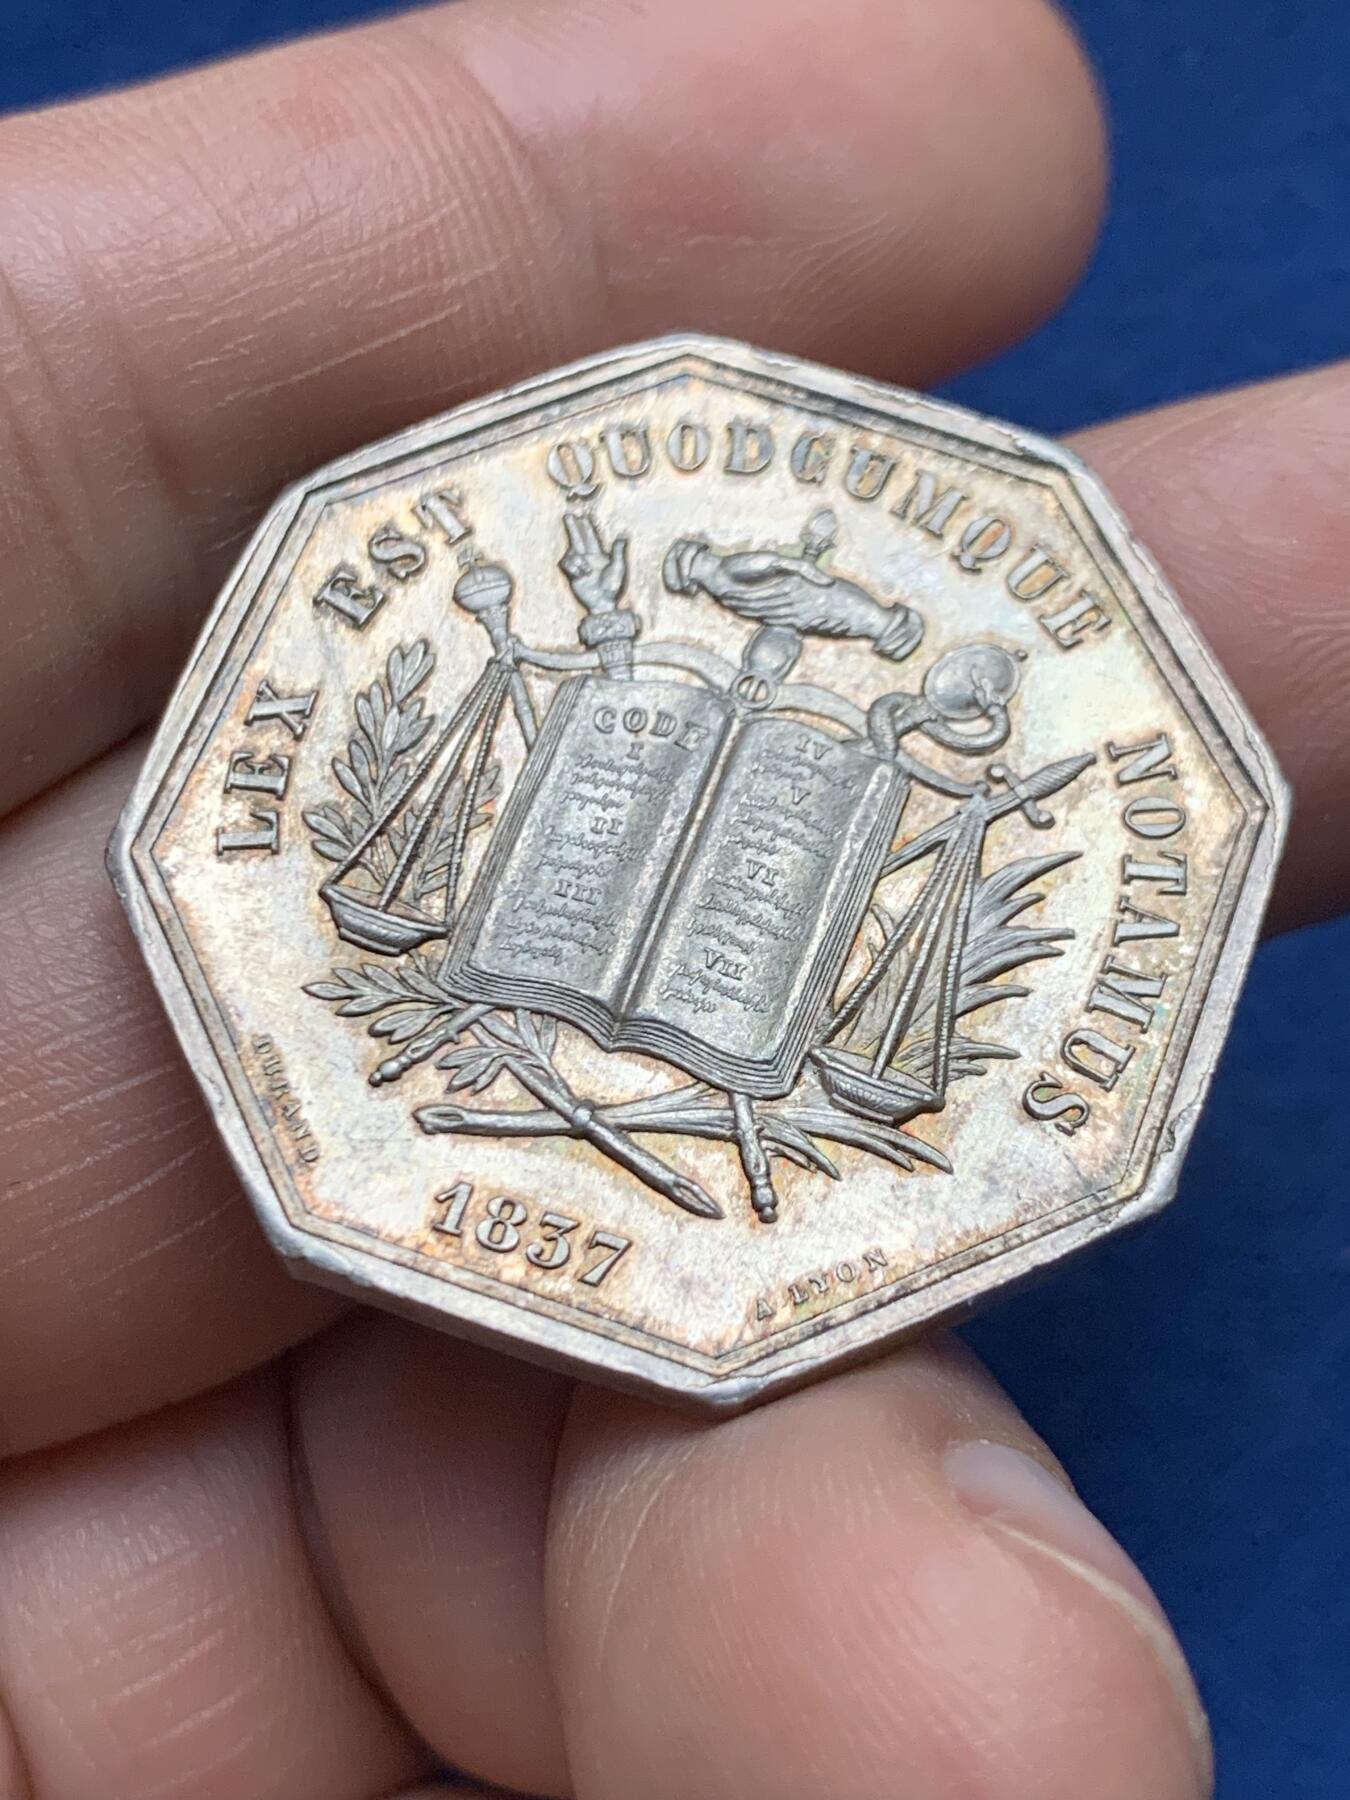 LEX EST QUODCUMQUE NOTAMUS
CODE
I
II
III
IV
V
VI
VII
DURAND
1837
A LYON